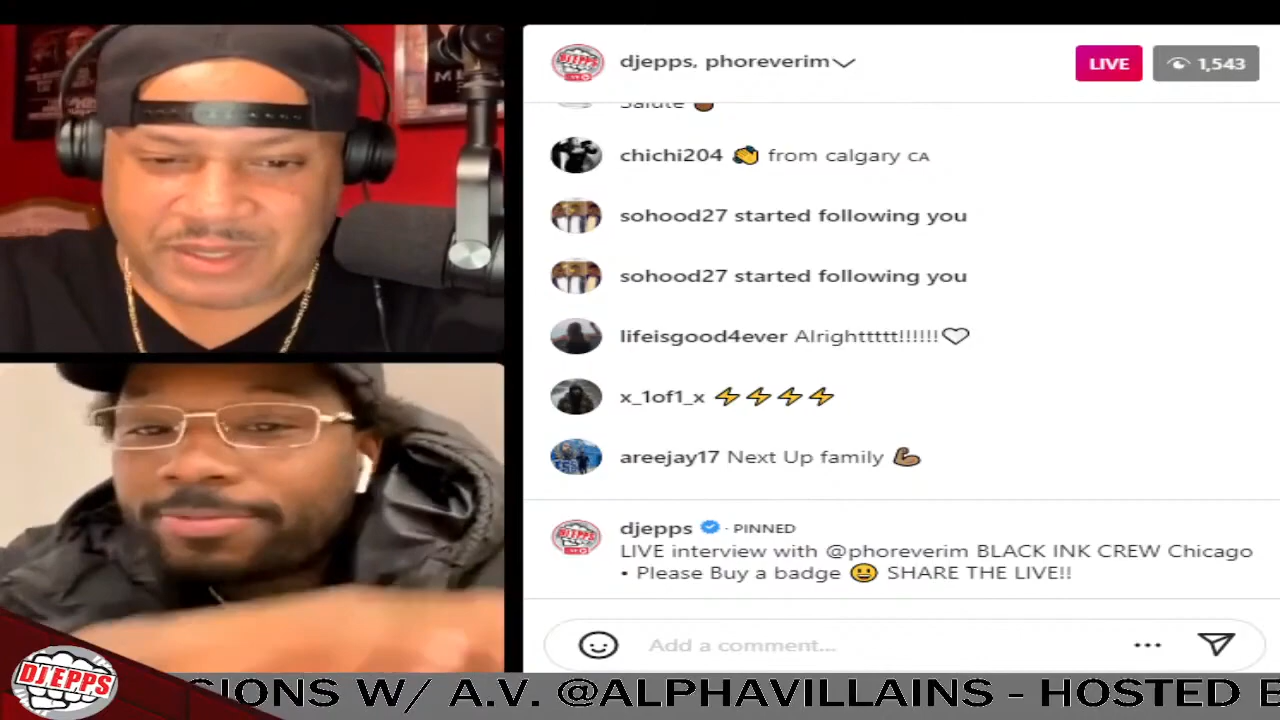 djepps, phoreverim
LIVE
1,543
Salute
chichi204 👏 from calgary CA
sohood27 started following you
sohood27 started following you
lifeisgood4ever Alrighttttt!!!!!!♡
x_1of1_x ⚡⚡⚡⚡
areejay17 Next Up family 💪🏽
djepps · PINNED
LIVE interview with @phoreverim BLACK INK CREW Chicago
• Please Buy a badge 😀 SHARE THE LIVE!!
Add a comment...
DJ EPPS
SIONS W/ A.V. @ALPHAVILLAINS - HOSTED